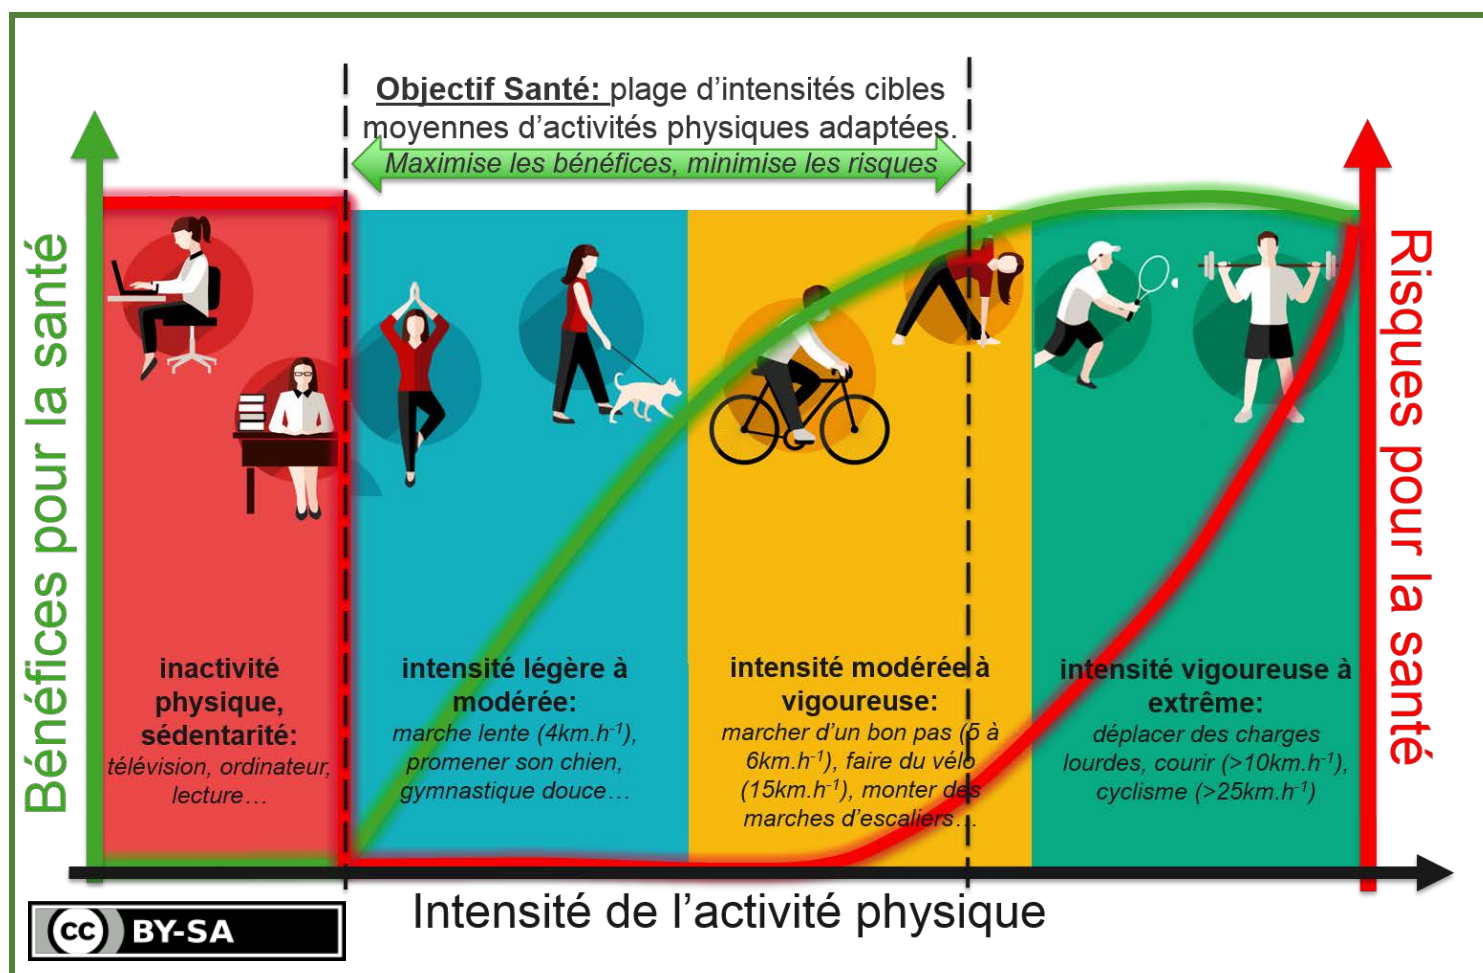 Objectif Santé: plage d’intensités cibles
moyennes d’activités physiques adaptées.
Maximise les bénéfices, minimise les risques
Bénéfices pour la santé
Risques pour la santé
inactivité
physique,
sédentarité:
télévision, ordinateur,
lecture…
intensité légère à
modérée:
marche lente (4km.h⁻¹),
promener son chien,
gymnastique douce…
intensité modérée à
vigoureuse:
marcher d’un bon pas (5 à
6km.h⁻¹), faire du vélo
(15km.h⁻¹), monter des
marches d’escaliers…
intensité vigoureuse à
extrême:
déplacer des charges
lourdes, courir (>10km.h⁻¹),
cyclisme (>25km.h⁻¹)
Intensité de l’activité physique
cc BY-SA